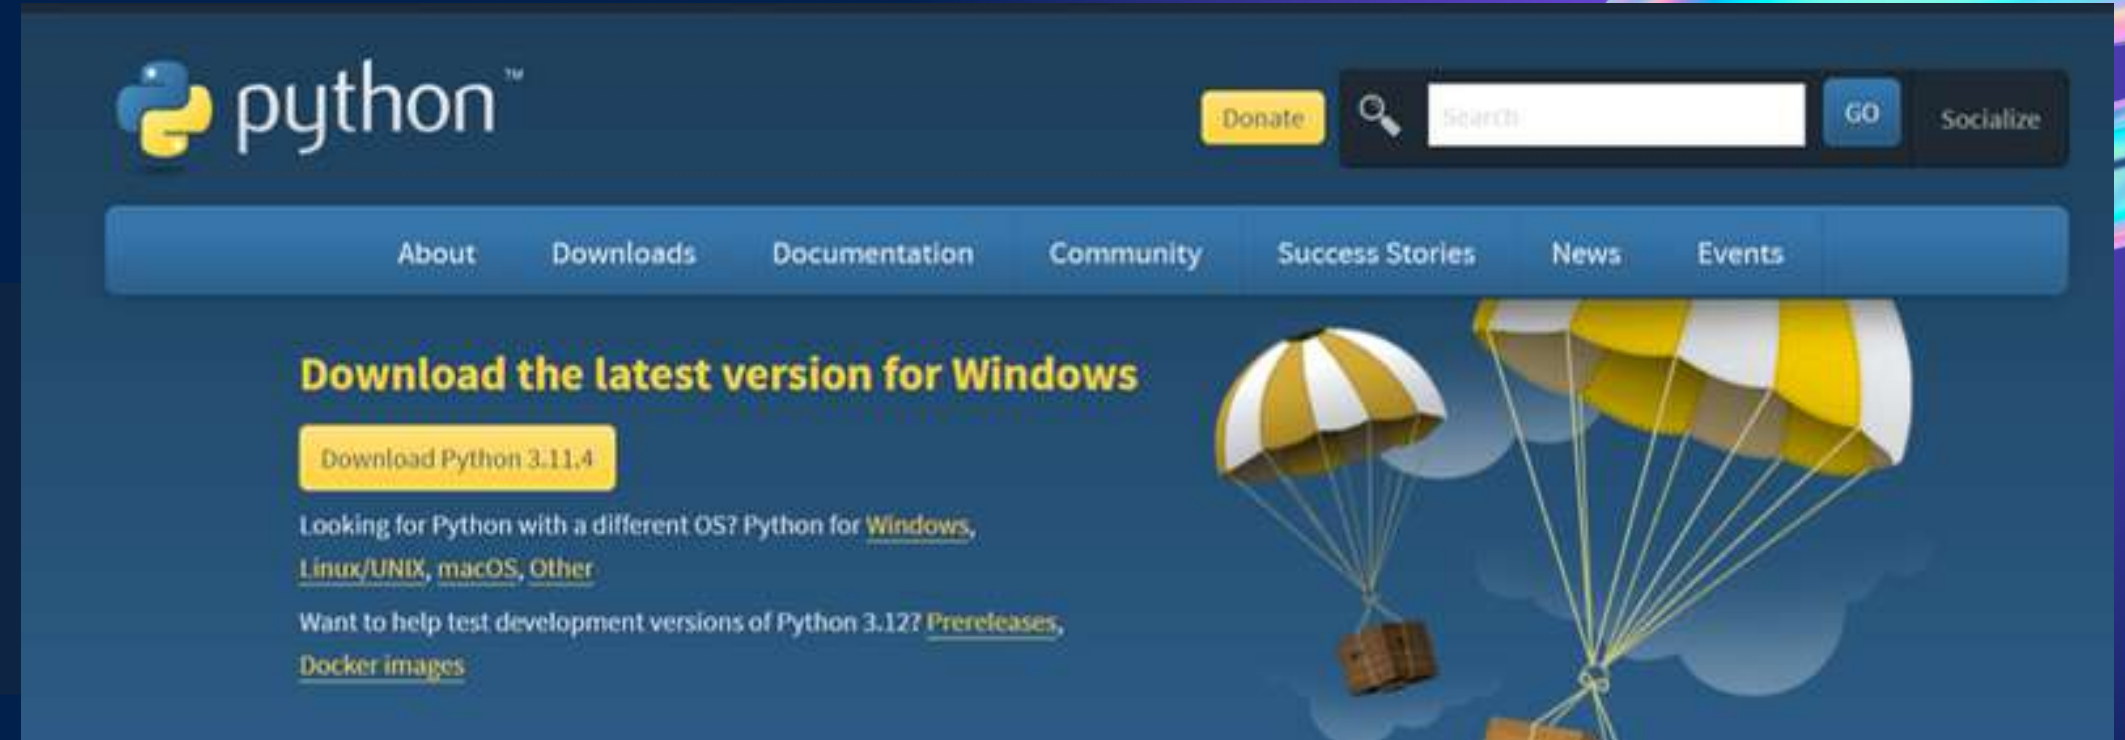 python™
Donate
Search
GO
Socialize
About Downloads Documentation Community Success Stories News Events
Download the latest version for Windows
Download Python 3.11.4
Looking for Python with a different OS? Python for Windows,
Linux/UNIX, macOS, Other
Want to help test development versions of Python 3.12? Prereleases,
Docker images